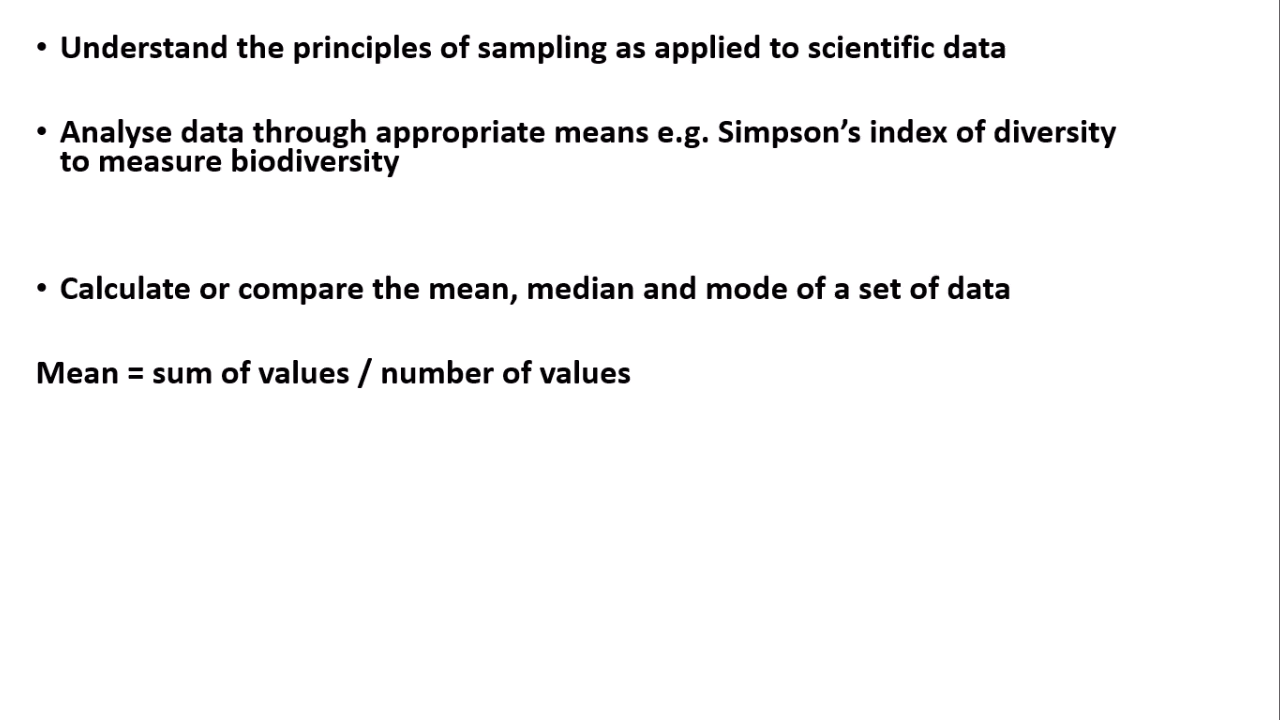 • Understand the principles of sampling as applied to scientific data
• Analyse data through appropriate means e.g. Simpson’s index of diversity
to measure biodiversity
• Calculate or compare the mean, median and mode of a set of data
Mean = sum of values / number of values